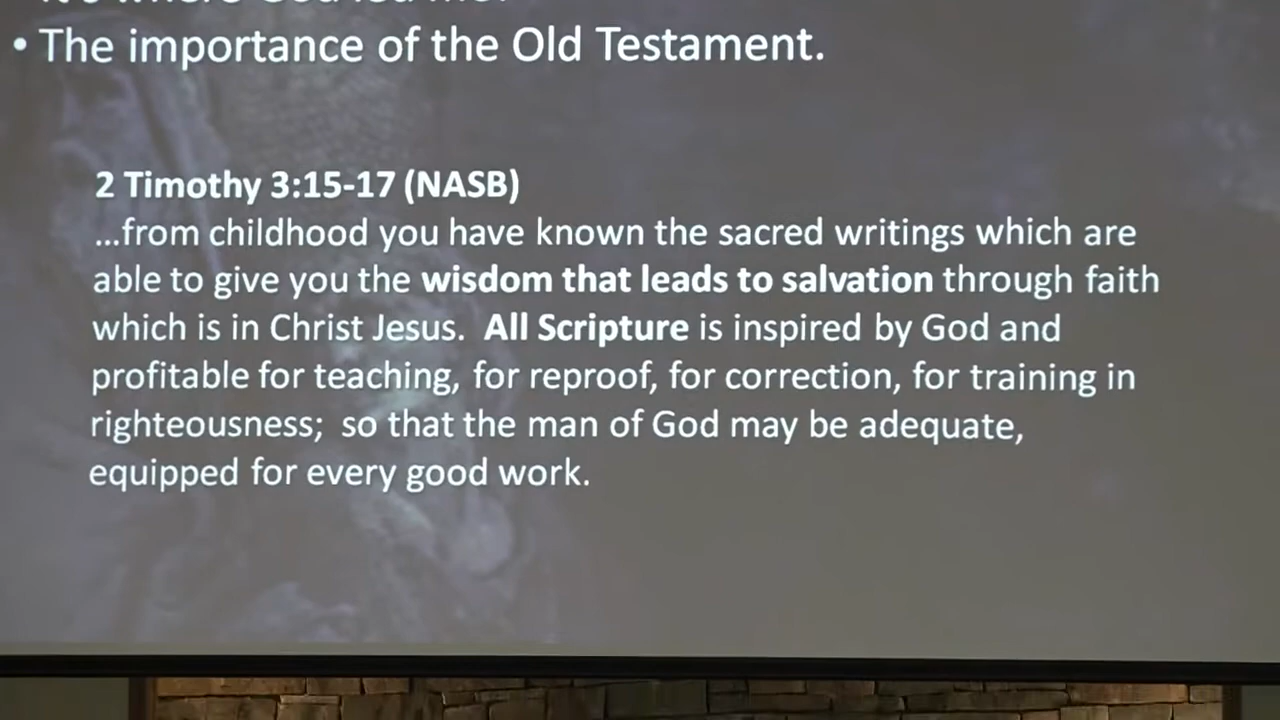 • The importance of the Old Testament.
2 Timothy 3:15-17 (NASB)
...from childhood you have known the sacred writings which are
able to give you the wisdom that leads to salvation through faith
which is in Christ Jesus.  All Scripture is inspired by God and
profitable for teaching, for reproof, for correction, for training in
righteousness;  so that the man of God may be adequate,
equipped for every good work.